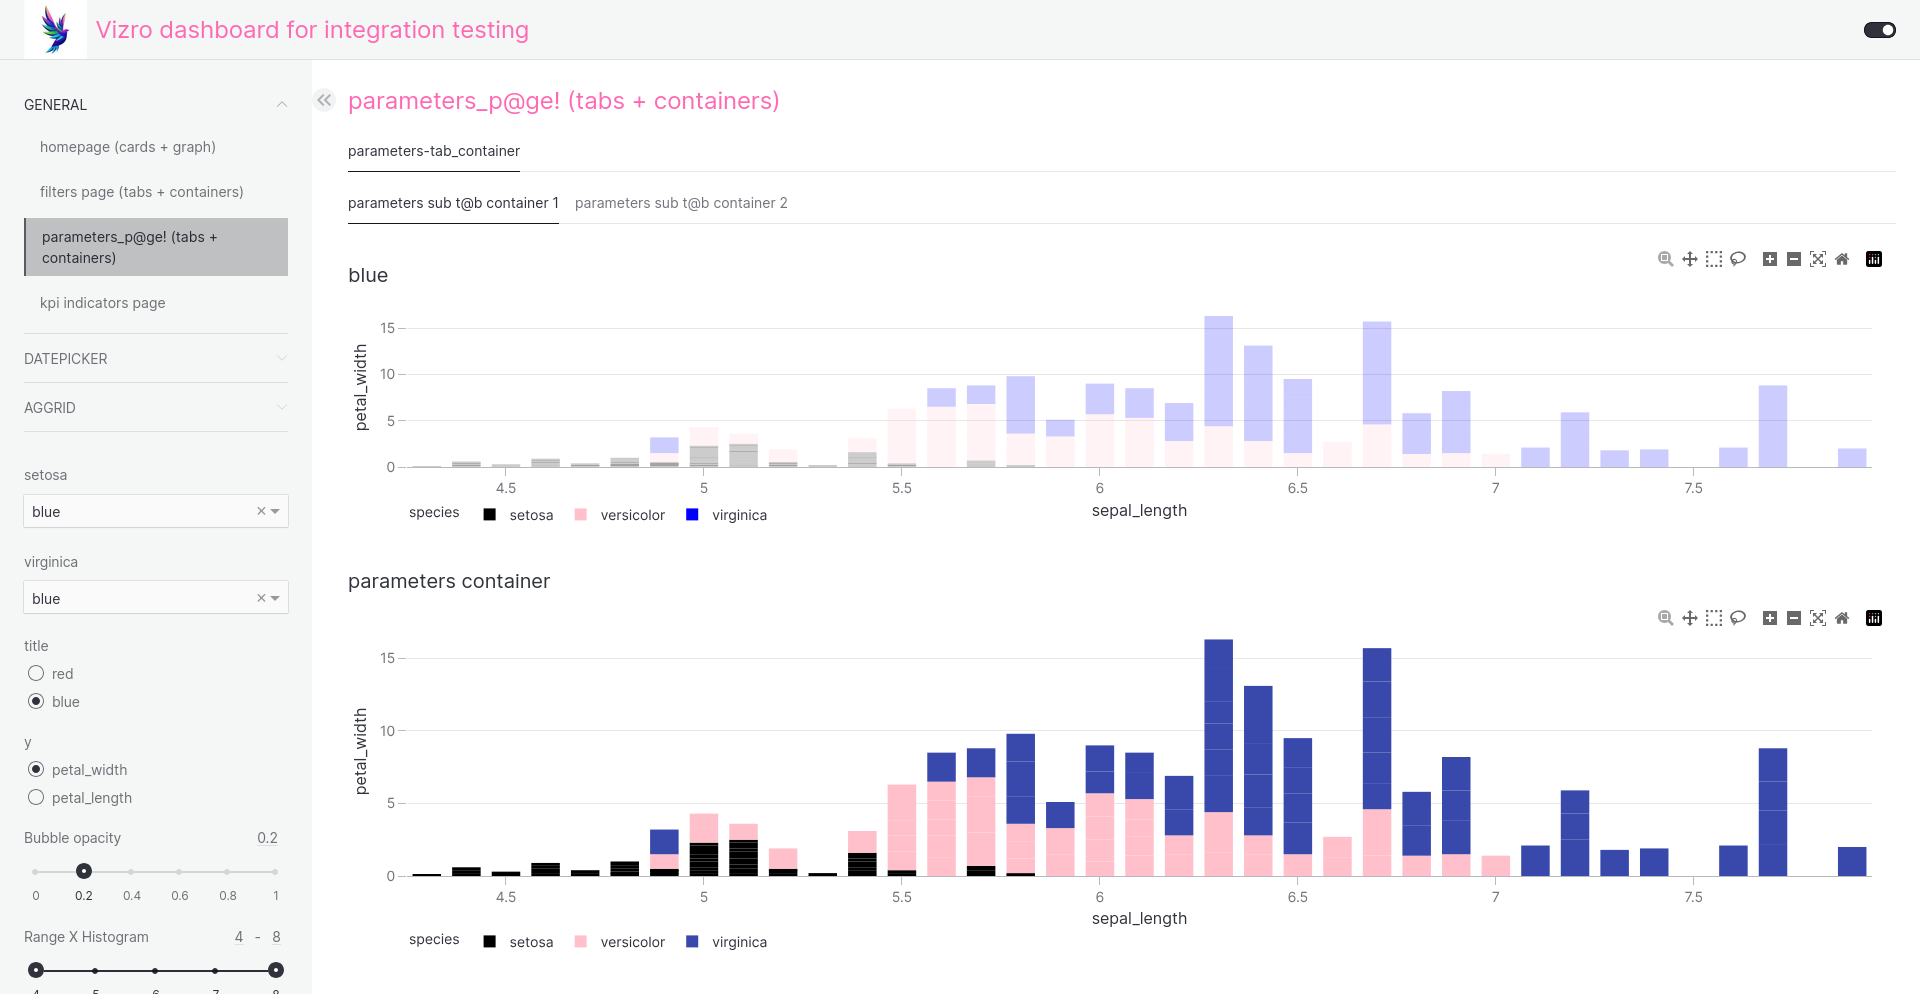 Vizro dashboard for integration testing
GENERAL
homepage (cards + graph)
filters page (tabs + containers)
parameters_p@ge! (tabs +
containers)
kpi indicators page
DATEPICKER
AGGRID
setosa
blue
virginica
blue
title
red
blue
y
petal_width
petal_length
Bubble opacity 0.2
0 0.2 0.4 0.6 0.8 1
Range X Histogram 4 - 8
4 5 6 7 8
parameters_p@ge! (tabs + containers)
parameters-tab_container
parameters sub t@b container 1 parameters sub t@b container 2
blue
petal_width
15
10
5
0
4.5 5 5.5 6 6.5 7 7.5
sepal_length
species setosa versicolor virginica
parameters container
petal_width
15
10
5
0
4.5 5 5.5 6 6.5 7 7.5
sepal_length
species setosa versicolor virginica